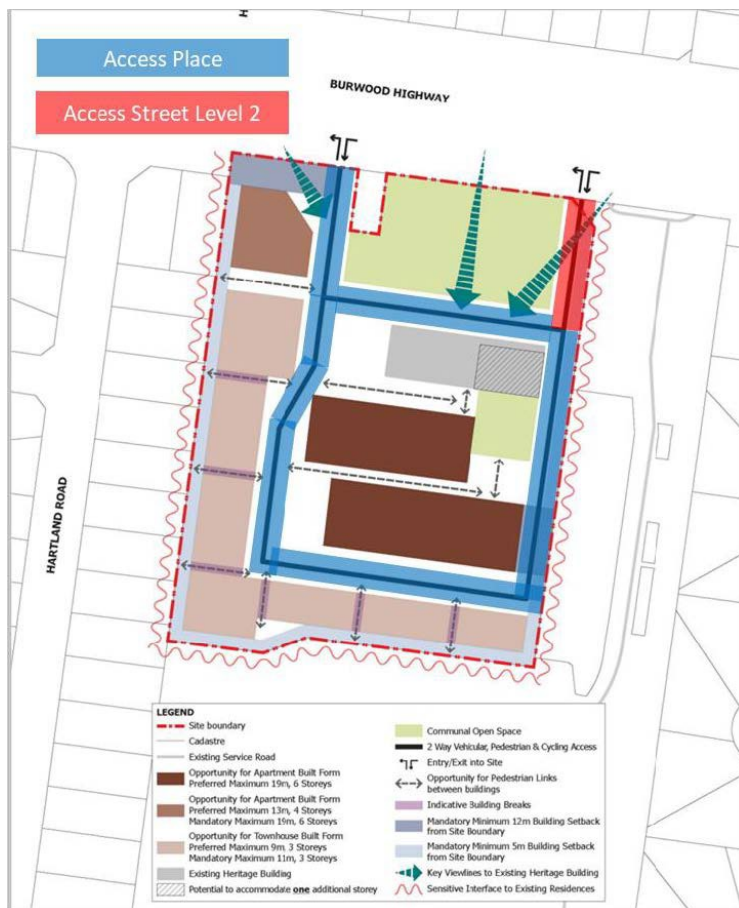 Access Place
Access Street Level 2
BURWOOD HIGHWAY
HARTLAND ROAD
LEGEND
Site boundary
Cadastre
Existing Service Road
Opportunity for Apartment Built Form
Preferred Maximum 19m, 6 Storeys
Opportunity for Apartment Built Form
Preferred Maximum 13m, 4 Storeys
Mandatory Maximum 19m, 6 Storeys
Opportunity for Townhouse Built Form
Preferred Maximum 9m, 3 Storeys
Mandatory Maximum 11m, 3 Storeys
Existing Heritage Building
Potential to accommodate one additional storey
Communal Open Space
2 Way Vehicular, Pedestrian & Cycling Access
Entry/Exit into Site
Opportunity for Pedestrian Links
between buildings
Indicative Building Breaks
Mandatory Minimum 12m Building Setback
from Site Boundary
Mandatory Minimum 5m Building Setback
from Site Boundary
Key Viewlines to Existing Heritage Building
Sensitive Interface to Existing Residences